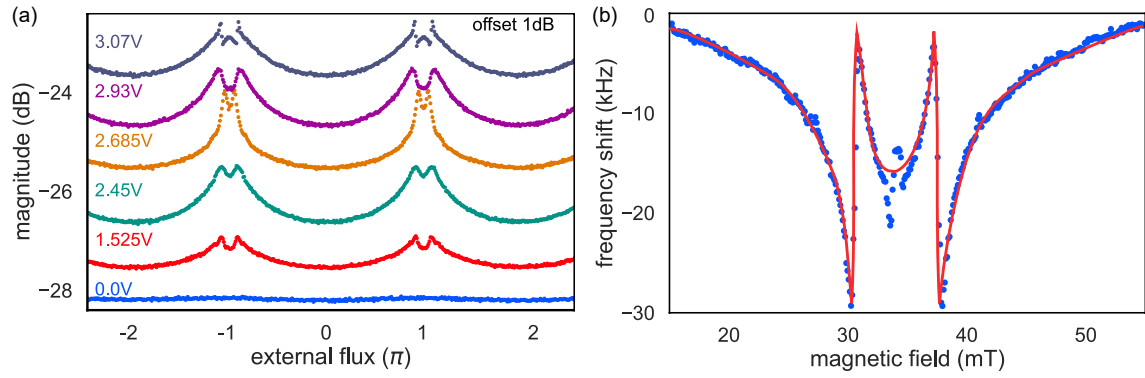 (a)
offset 1dB
3.07V
2.93V
2.685V
2.45V
1.525V
0.0V
magnitude (dB)
−24
−26
−28
-2
-1
0
1
2
external flux (π)
(b)
frequency shift (kHz)
0
−10
−20
−30
20
30
40
50
magnetic field (mT)